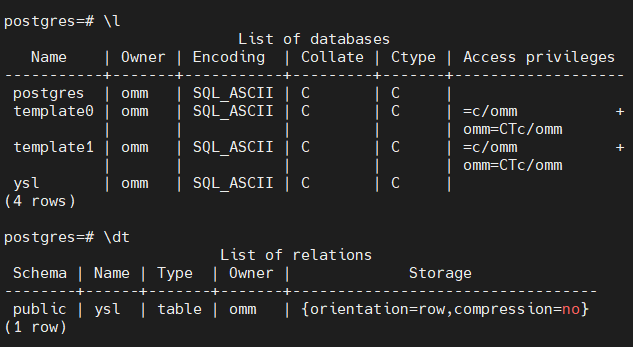 postgres=# \l
                          List of databases
   Name    | Owner | Encoding  | Collate | Ctype | Access privileges
-----------+-------+-----------+---------+-------+-------------------
 postgres  | omm   | SQL_ASCII | C       | C     |
 template0 | omm   | SQL_ASCII | C       | C     | =c/omm           +
           |       |           |         |       | omm=CTc/omm
 template1 | omm   | SQL_ASCII | C       | C     | =c/omm           +
           |       |           |         |       | omm=CTc/omm
 ysl       | omm   | SQL_ASCII | C       | C     |
(4 rows)

postgres=# \dt
                        List of relations
 Schema | Name | Type  | Owner |             Storage
--------+------+-------+-------+----------------------------------
 public | ysl  | table | omm   | {orientation=row,compression=no}
(1 row)